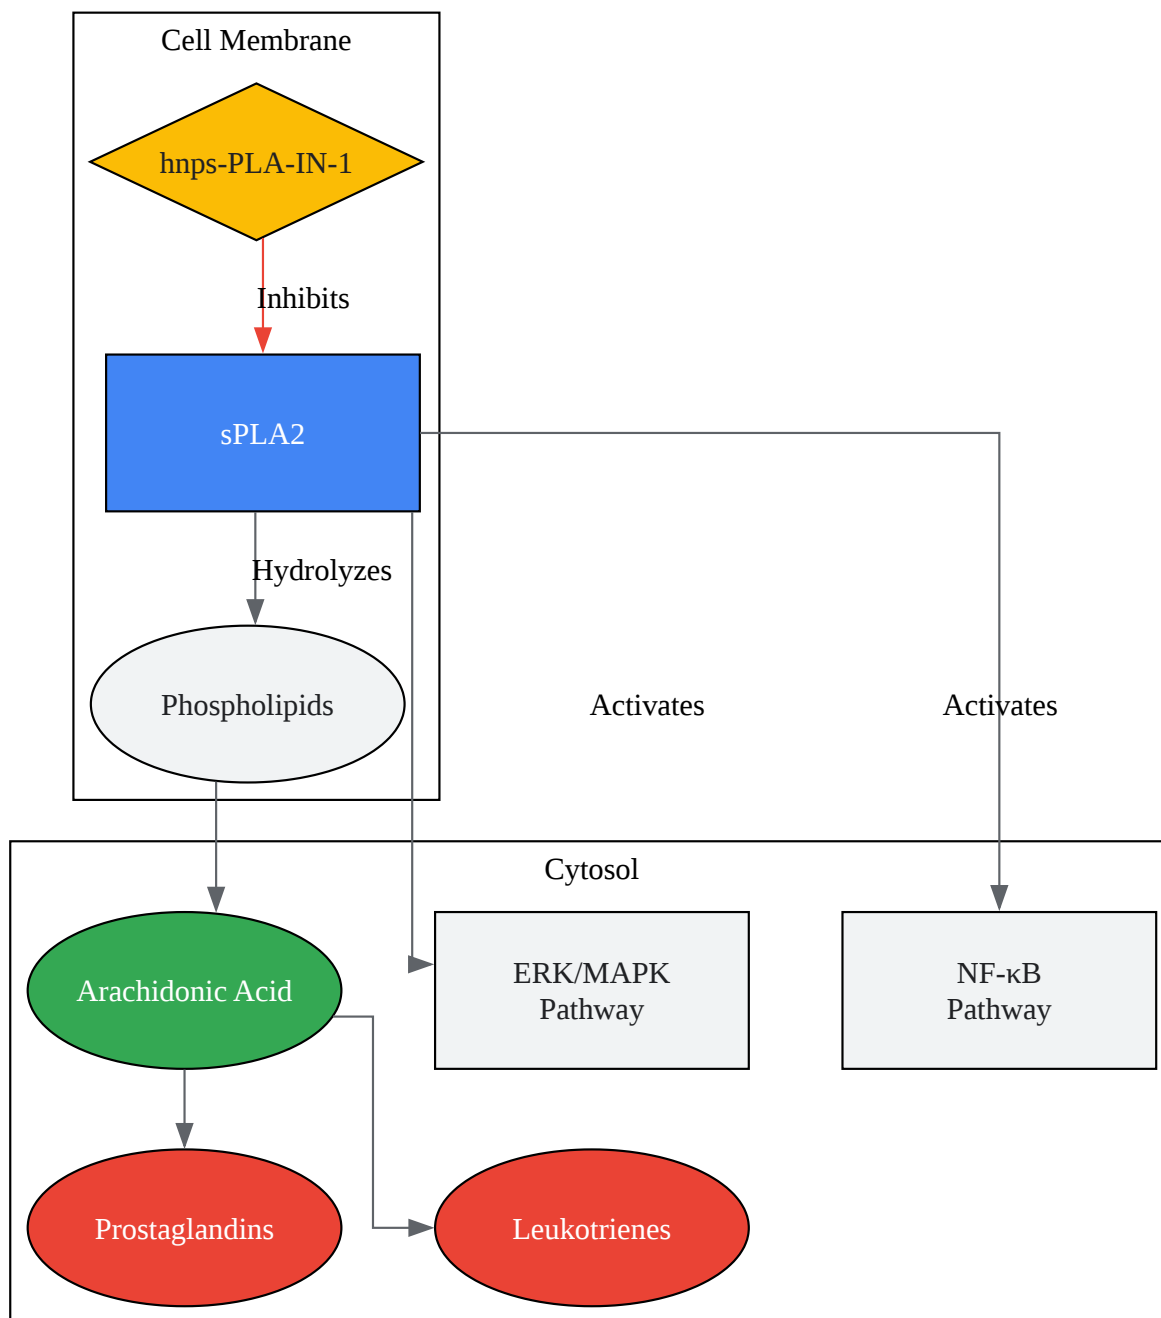 Cell Membrane
hnps-PLA-IN-1
Inhibits
sPLA2
Hydrolyzes
Phospholipids
Activates
Activates
Cytosol
Arachidonic Acid
ERK/MAPK
Pathway
NF-κB
Pathway
Prostaglandins
Leukotrienes